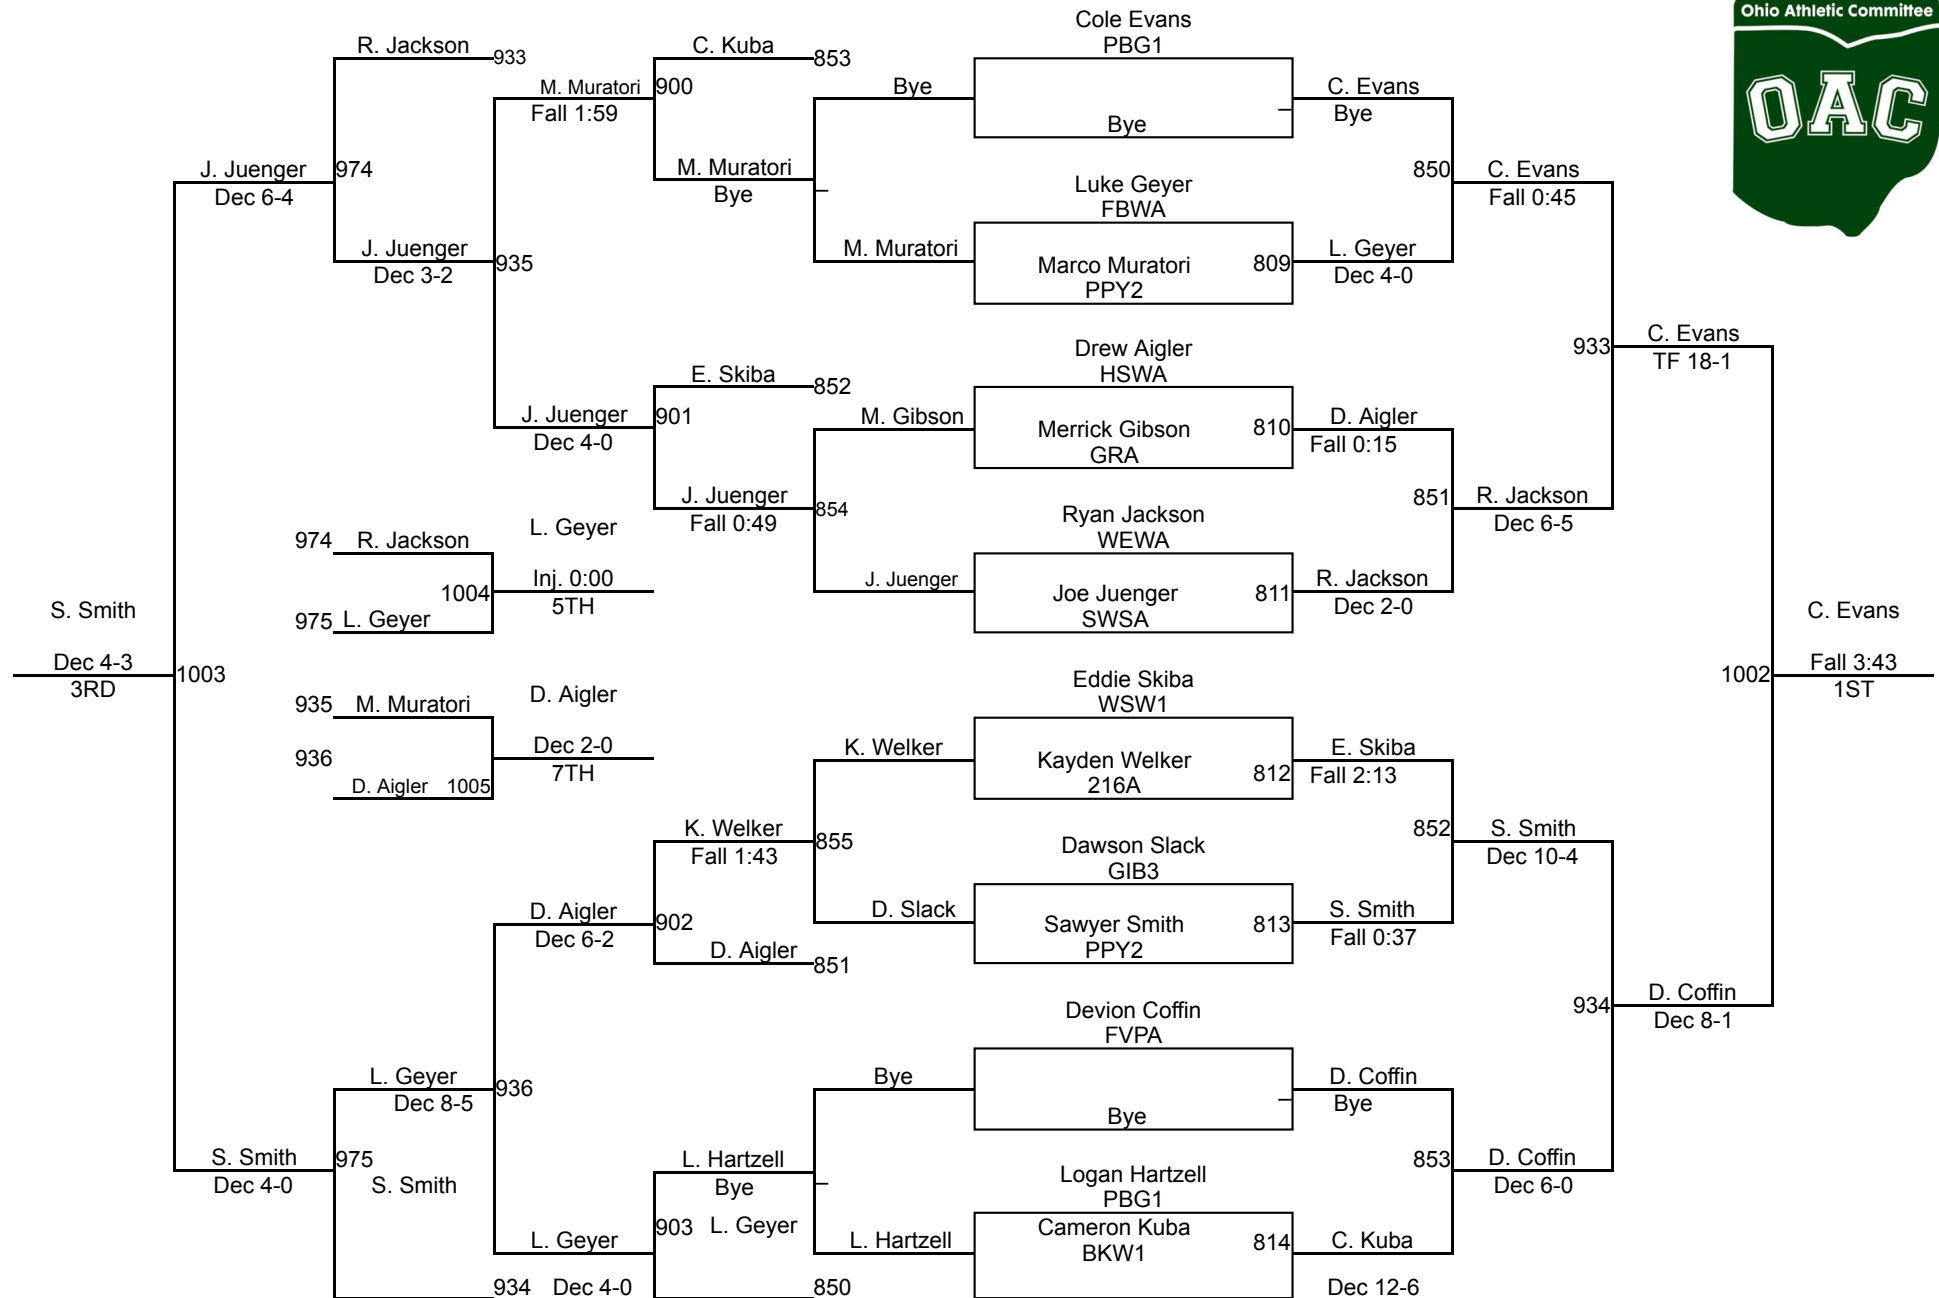 Ohio Athletic Committee
OAC
Cole Evans
PBG1
R. Jackson
933
C. Kuba
853
M. Muratori
900
Fall 1:59
Bye
Bye
C. Evans
Bye
M. Muratori
Bye
J. Juenger
974
Dec 6-4
Luke Geyer
FBWA
850
C. Evans
Fall 0:45
J. Juenger
935
Dec 3-2
M. Muratori
Marco Muratori
PPY2
809
L. Geyer
Dec 4-0
933
C. Evans
TF 18-1
Drew Aigler
HSWA
E. Skiba
852
J. Juenger
901
Dec 4-0
M. Gibson
Merrick Gibson
GRA
810
D. Aigler
Fall 0:15
J. Juenger
854
Fall 0:49
Ryan Jackson
WEWA
851
R. Jackson
Dec 6-5
974
R. Jackson
L. Geyer
1004
Inj. 0:00
5TH
975
L. Geyer
J. Juenger
Joe Juenger
SWSA
811
R. Jackson
Dec 2-0
S. Smith
Dec 4-3
3RD
1003
C. Evans
1002
Fall 3:43
1ST
935
M. Muratori
D. Aigler
936
Dec 2-0
7TH
D. Aigler
1005
Eddie Skiba
WSW1
K. Welker
Kayden Welker
216A
812
E. Skiba
Fall 2:13
K. Welker
855
Fall 1:43
Dawson Slack
GIB3
852
S. Smith
Dec 10-4
D. Aigler
902
Dec 6-2
D. Slack
Sawyer Smith
PPY2
813
S. Smith
Fall 0:37
D. Aigler
851
Devion Coffin
FVPA
934
D. Coffin
Dec 8-1
L. Geyer
936
Dec 8-5
Bye
Bye
D. Coffin
Bye
S. Smith
975
Dec 4-0
S. Smith
L. Hartzell
Bye
Logan Hartzell
PBG1
853
D. Coffin
Dec 6-0
L. Geyer
903
L. Geyer
L. Hartzell
Cameron Kuba
BKW1
814
C. Kuba
934
Dec 4-0
850
Dec 12-6